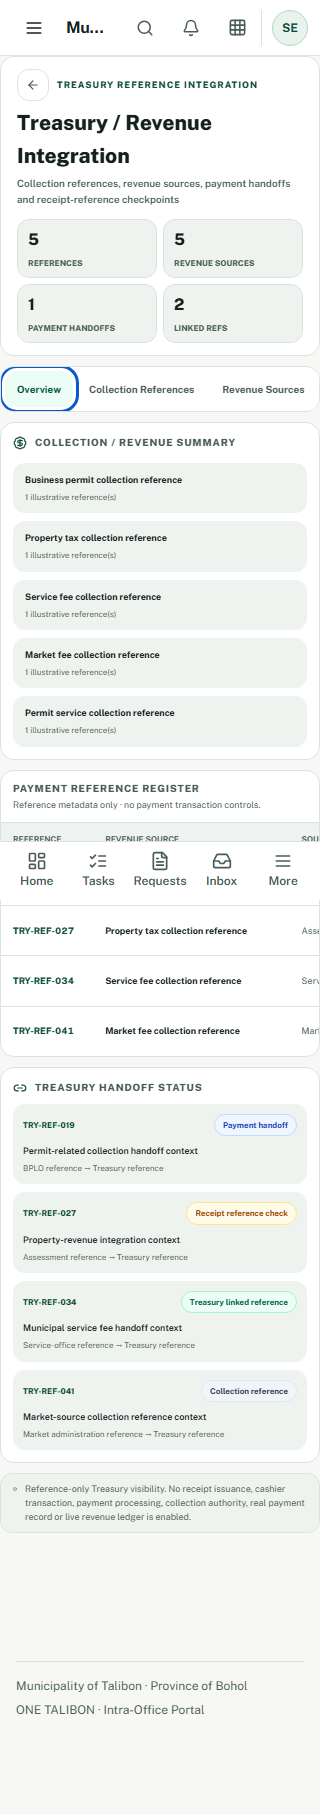 Mu...
SE
TREASURY REFERENCE INTEGRATION
Treasury / Revenue
Integration
Collection references, revenue sources, payment handoffs
and receipt-reference checkpoints
5
REFERENCES
5
REVENUE SOURCES
1
PAYMENT HANDOFFS
2
LINKED REFS
Overview
Collection References
Revenue Sources
COLLECTION / REVENUE SUMMARY
Business permit collection reference
1 illustrative reference(s)
Property tax collection reference
1 illustrative reference(s)
Service fee collection reference
1 illustrative reference(s)
Market fee collection reference
1 illustrative reference(s)
Permit service collection reference
1 illustrative reference(s)
PAYMENT REFERENCE REGISTER
Reference metadata only · no payment transaction controls.
REFERENCE REVENUE SOURCE SOU
Home Tasks Requests Inbox More
TRY-REF-027 Property tax collection reference Asse
TRY-REF-034 Service fee collection reference Serv
TRY-REF-041 Market fee collection reference Mar
TREASURY HANDOFF STATUS
TRY-REF-019 Payment handoff
Permit-related collection handoff context
BPLO reference → Treasury reference
TRY-REF-027 Receipt reference check
Property-revenue integration context
Assessment reference → Treasury reference
TRY-REF-034 Treasury linked reference
Municipal service fee handoff context
Service-office reference → Treasury reference
TRY-REF-041 Collection reference
Market-source collection reference context
Market administration reference → Treasury reference
Reference-only Treasury visibility. No receipt issuance, cashier
transaction, payment processing, collection authority, real payment
record or live revenue ledger is enabled.
Municipality of Talibon · Province of Bohol
ONE TALIBON · Intra-Office Portal